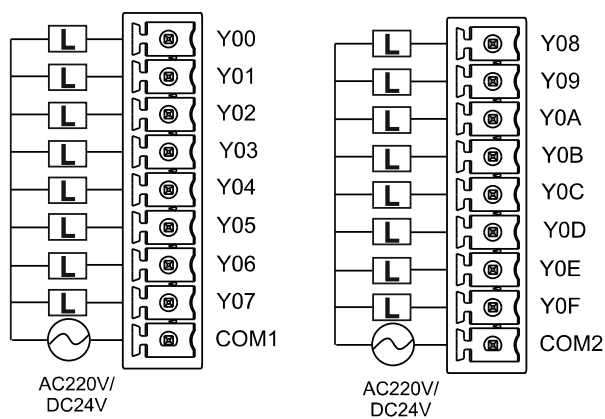 L Y00
L Y01
L Y02
L Y03
L Y04
L Y05
L Y06
L Y07
COM1
AC220V/
DC24V
L Y08
L Y09
L Y0A
L Y0B
L Y0C
L Y0D
L Y0E
L Y0F
COM2
AC220V/
DC24V